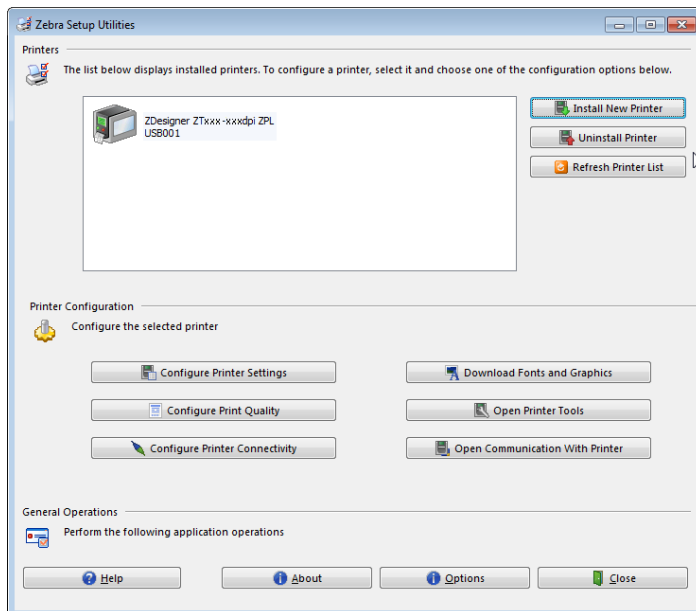 Zebra Setup Utilities
Printers
The list below displays installed printers. To configure a printer, select it and choose one of the configuration options below.
ZDesigner ZTxxx-xxxdpi ZPL
USB001
Install New Printer
Uninstall Printer
Refresh Printer List
Printer Configuration
Configure the selected printer
Configure Printer Settings
Download Fonts and Graphics
Configure Print Quality
Open Printer Tools
Configure Printer Connectivity
Open Communication With Printer
General Operations
Perform the following application operations
Help
About
Options
Close